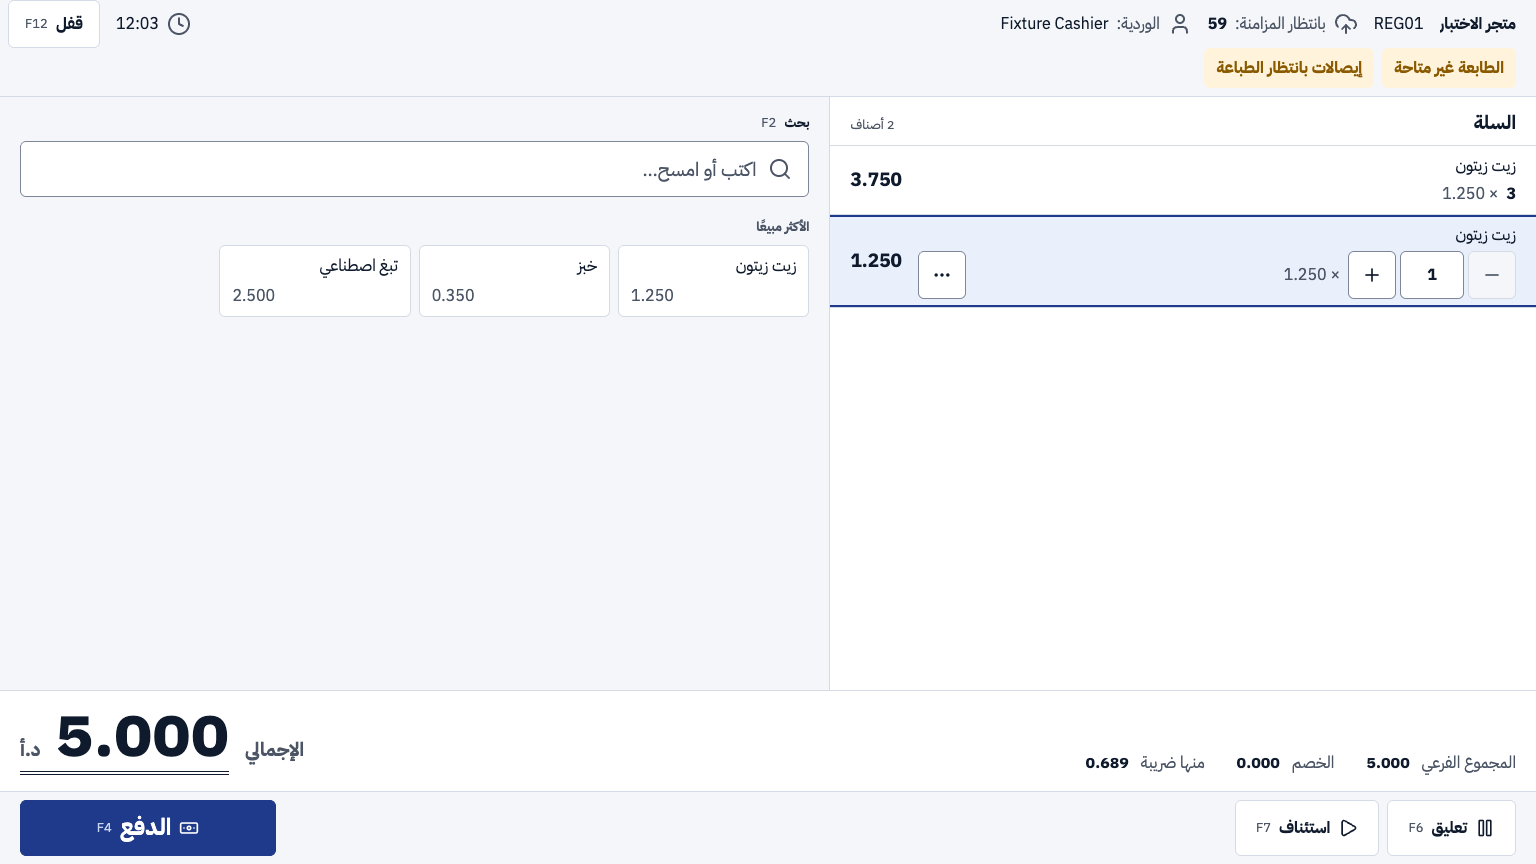 متجر الاختبار REG01 بانتظار المزامنة: 59 الوردية: Fixture Cashier 12:03 قفل F12
الطابعة غير متاحة إيصالات بانتظار الطباعة
السلة 2 أصناف
زيت زيتون
3 × 1.250 3.750
زيت زيتون
− 1 + × 1.250 ... 1.250
بحث F2
اكتب أو امسح...
الأكثر مبيعًا
زيت زيتون خبز تبغ اصطناعي
1.250 0.350 2.500
المجموع الفرعي 5.000 الخصم 0.000 منها ضريبة 0.689 الإجمالي 5.000 د.أ
تعليق F6 استئناف F7 الدفع F4